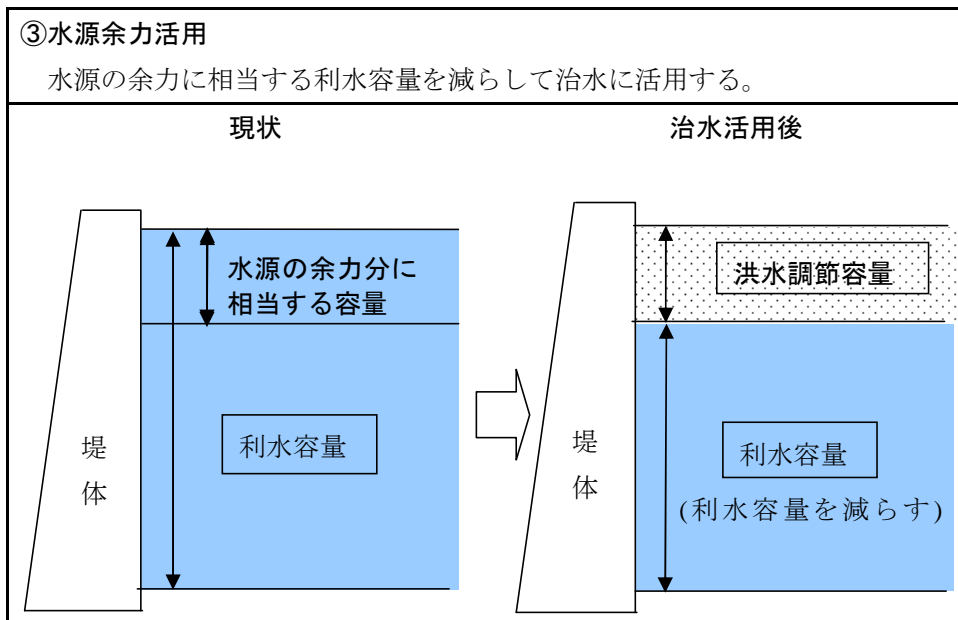 ③水源余力活用
水源の余力に相当する利水容量を減らして治水に活用する。
現状
治水活用後
水源の余力分に
相当する容量
利水容量
堤
体
洪水調節容量
利水容量
(利水容量を減らす)
堤
体